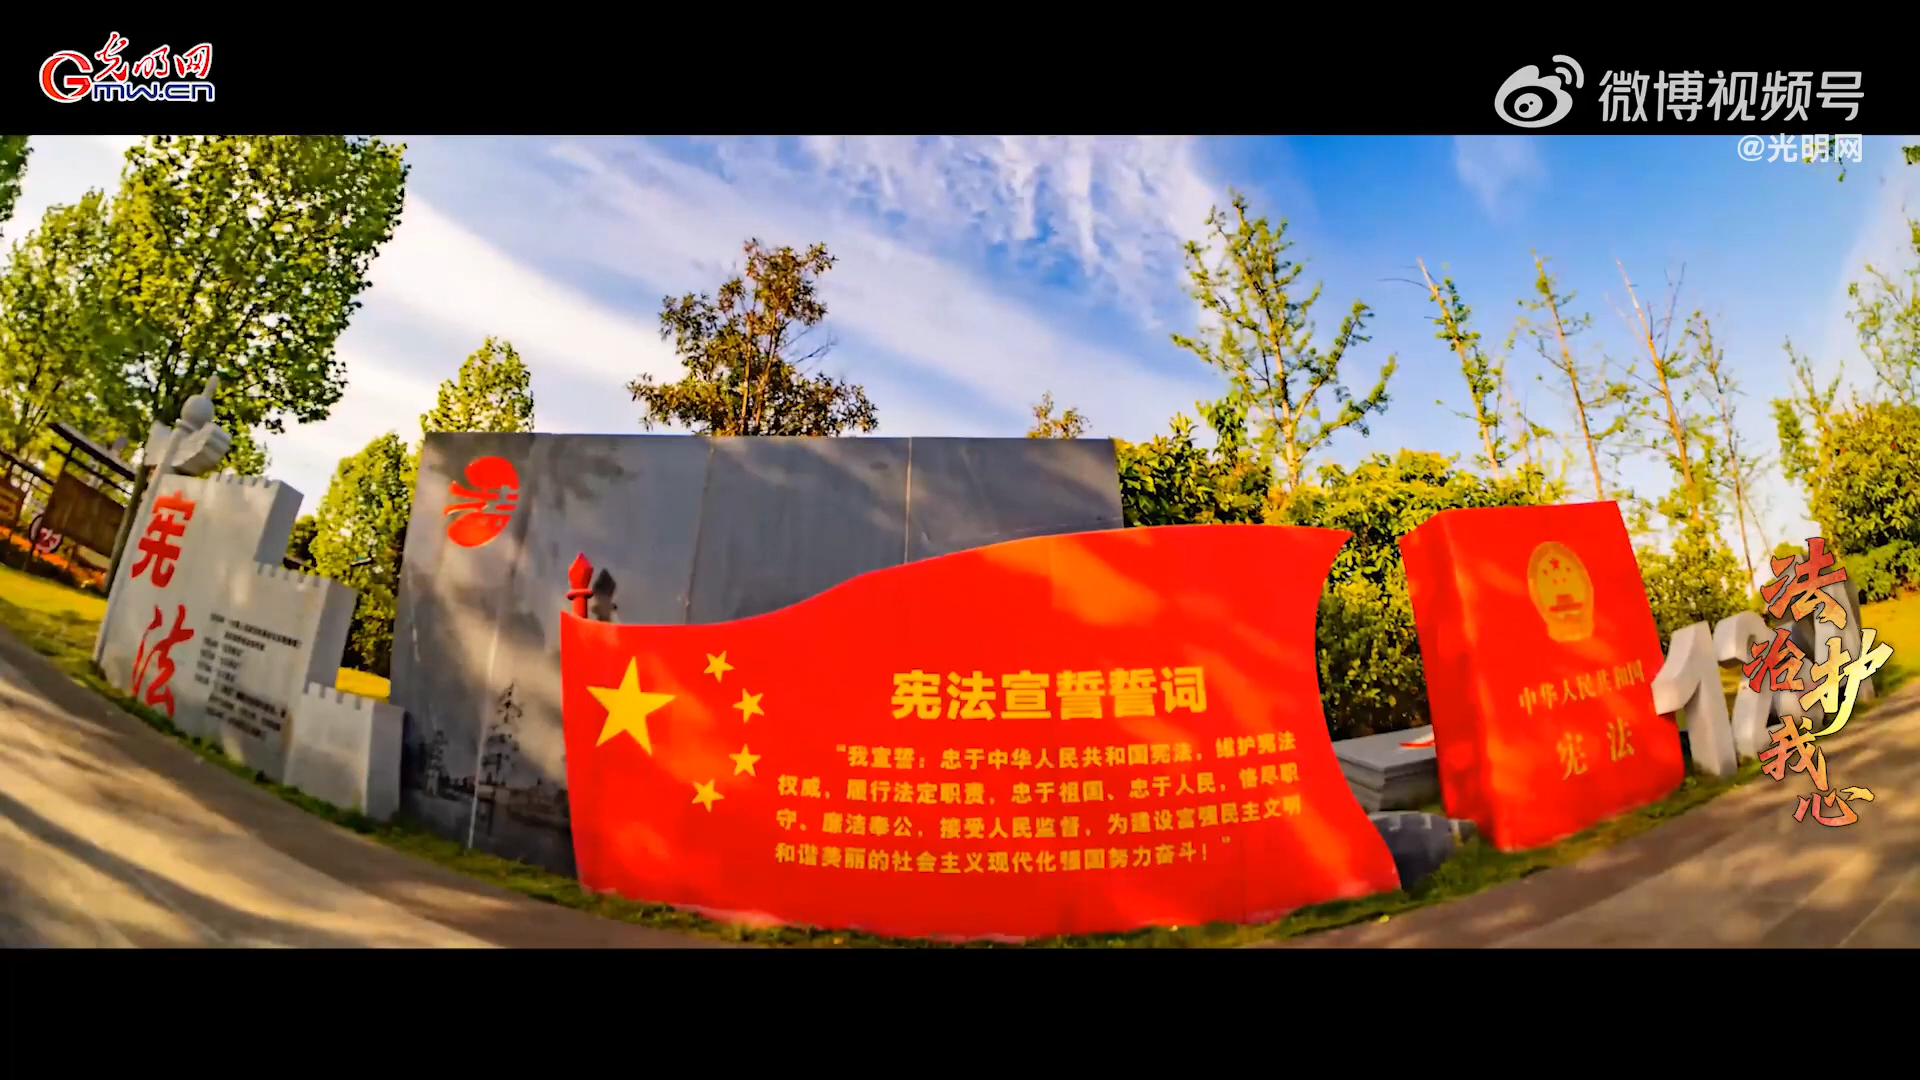 光明网
GMW.CN
微博视频号
@光明网
宪法
宪法宣誓誓词
“我宣誓：忠于中华人民共和国宪法，维护宪法
权威，履行法定职责，忠于祖国、忠于人民，恪尽职
守、廉洁奉公，接受人民监督，为建设富强民主文明
和谐美丽的社会主义现代化强国努力奋斗！”
中华人民共和国
宪法
法治护我心